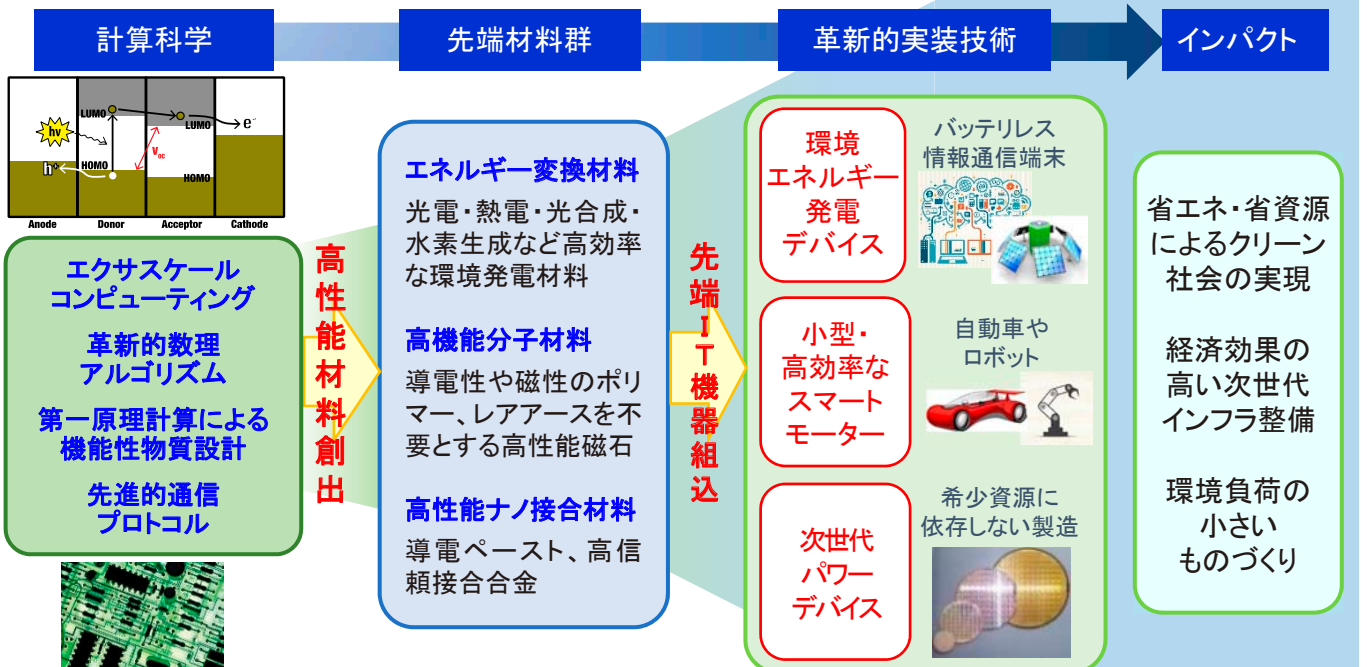 計算科学
先端材料群
革新的実装技術
インパクト
LUMO
LUMO
e⁻
hν
Voc
h⁺
HOMO
HOMO
Anode
Donor
Acceptor
Cathode
エクサスケール
コンピューティング
革新的数理
アルゴリズム
第一原理計算による
機能性物質設計
先進的通信
プロトコル
高性能材料創出
エネルギー変換材料
光電・熱電・光合成・
水素生成など高効率
な環境発電材料
高機能分子材料
導電性や磁性のポリ
マー、レアアースを不
要とする高性能磁石
高性能ナノ接合材料
導電ペースト、高信
頼接合合金
先端IT機器組込
環境
エネルギー
発電
デバイス
バッテリレス
情報通信端末
小型・
高効率な
スマート
モーター
自動車や
ロボット
次世代
パワー
デバイス
希少資源に
依存しない製造
省エネ・省資源
によるクリーン
社会の実現
経済効果の
高い次世代
インフラ整備
環境負荷の
小さい
ものづくり